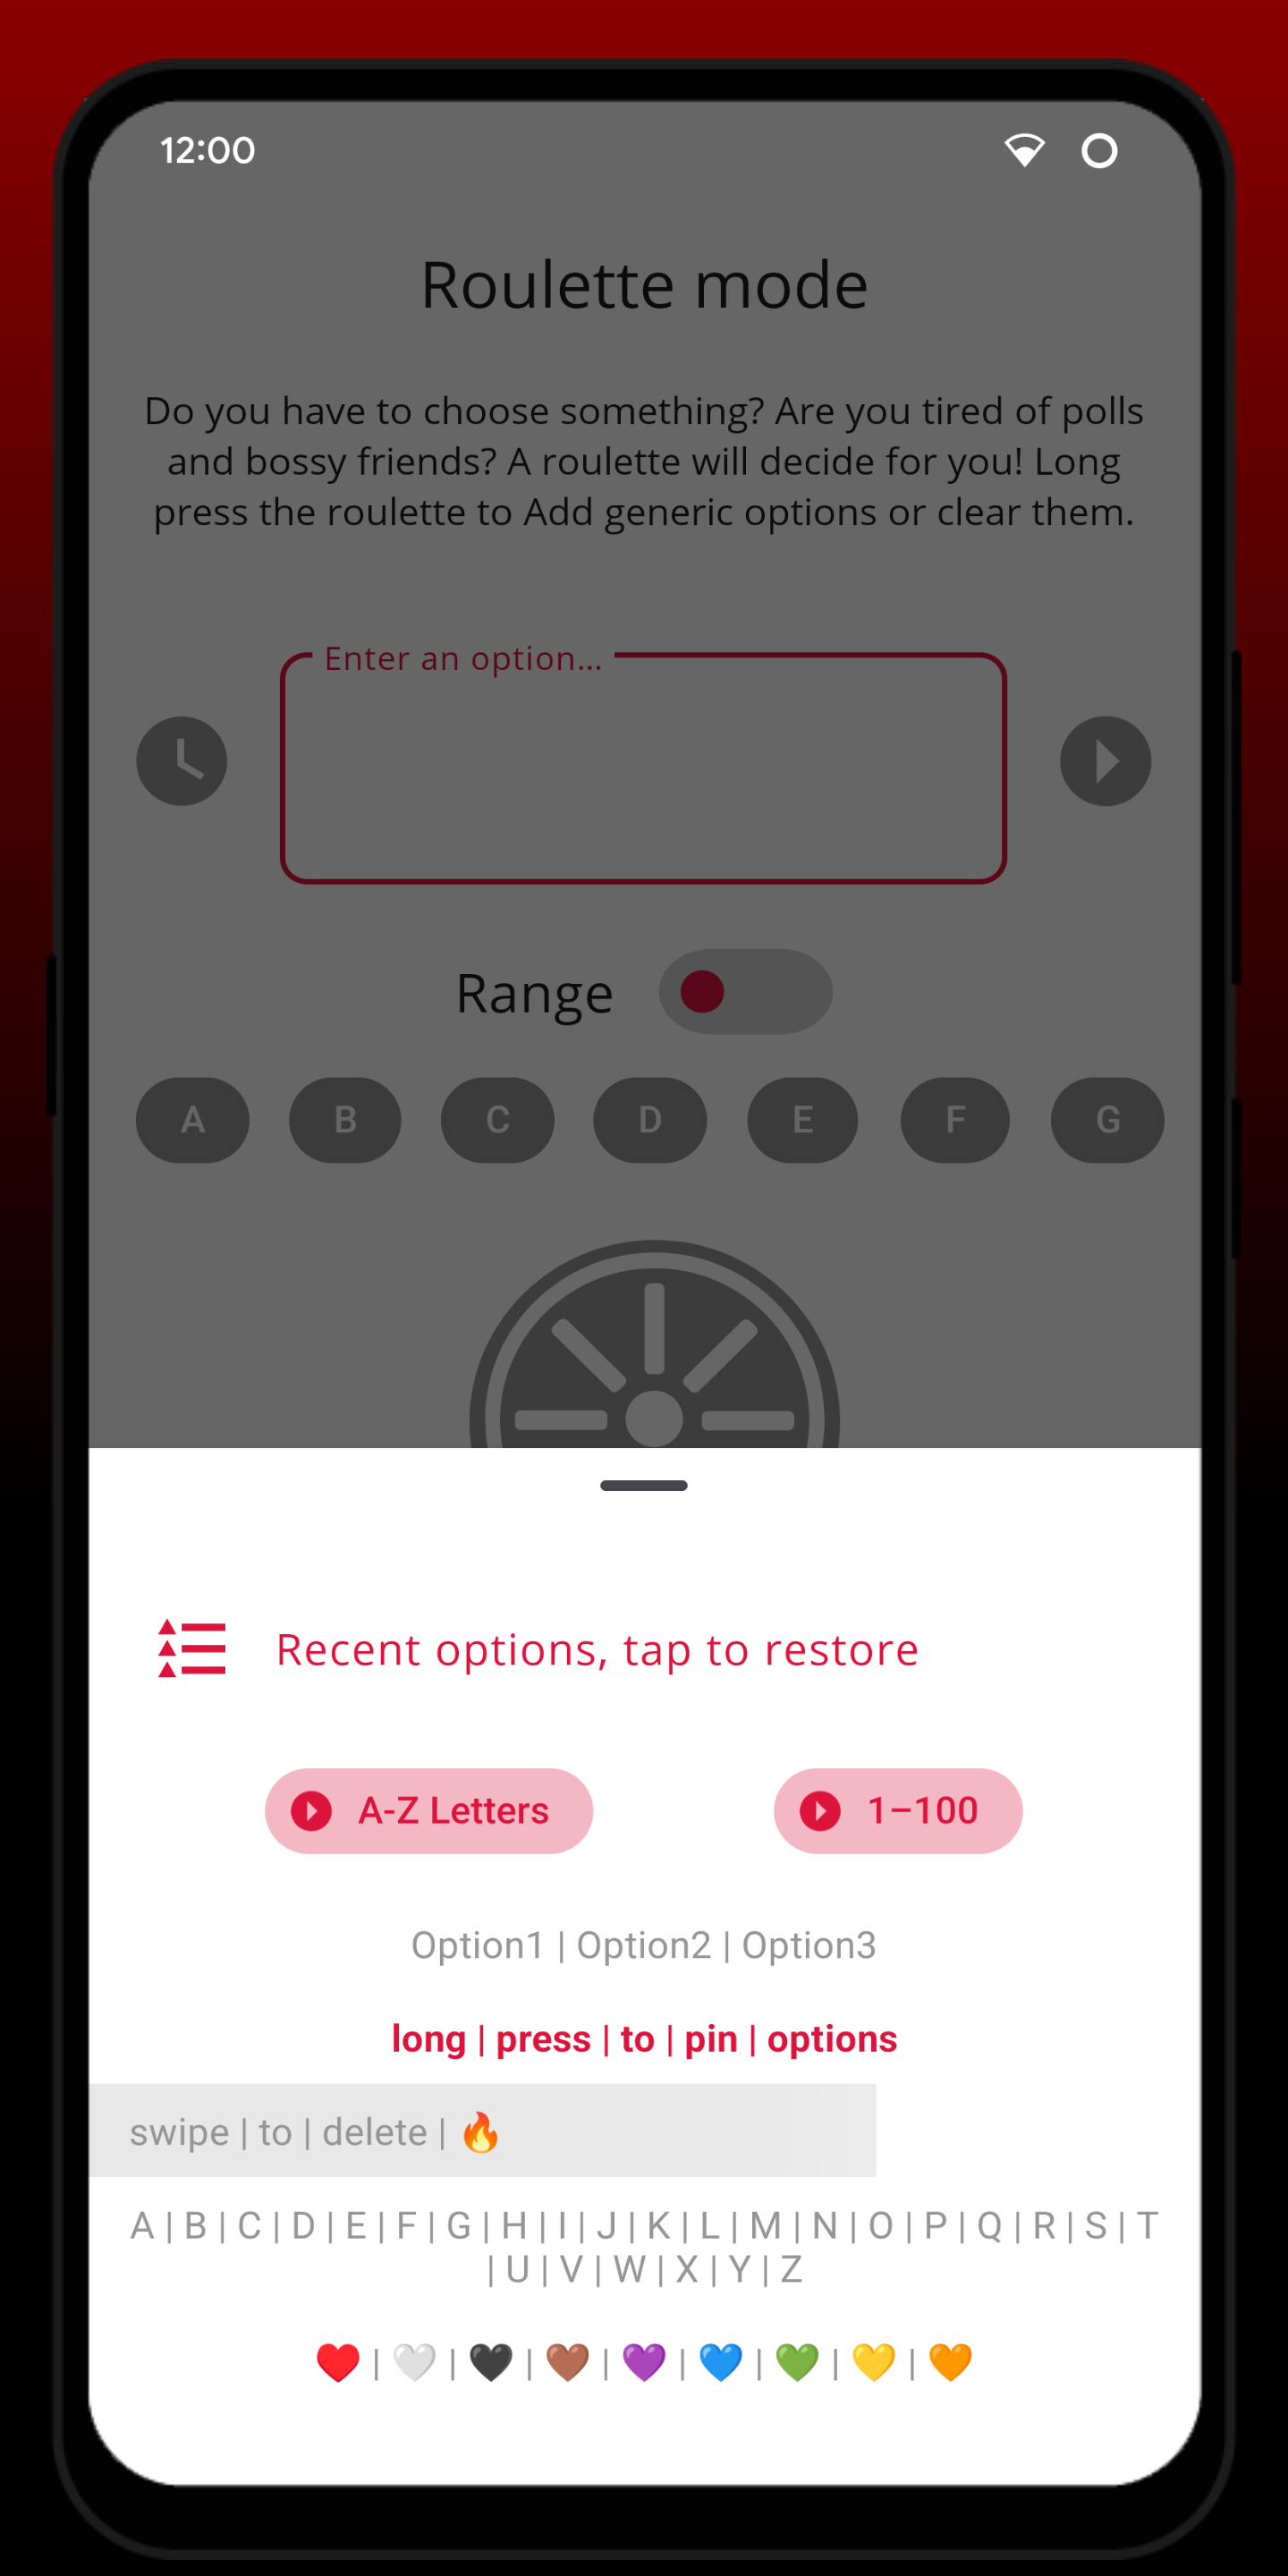 12:00
Roulette mode
Do you have to choose something? Are you tired of polls
and bossy friends? A roulette will decide for you! Long
press the roulette to Add generic options or clear them.
Enter an option...
Range
A B C D E F G
Recent options, tap to restore
A-Z Letters 1–100
Option1 | Option2 | Option3
long | press | to | pin | options
swipe | to | delete | 🔥
A | B | C | D | E | F | G | H | I | J | K | L | M | N | O | P | Q | R | S | T
| U | V | W | X | Y | Z
❤️ | 🤍 | 🖤 | 🤎 | 💜 | 💙 | 💚 | 💛 | 🧡